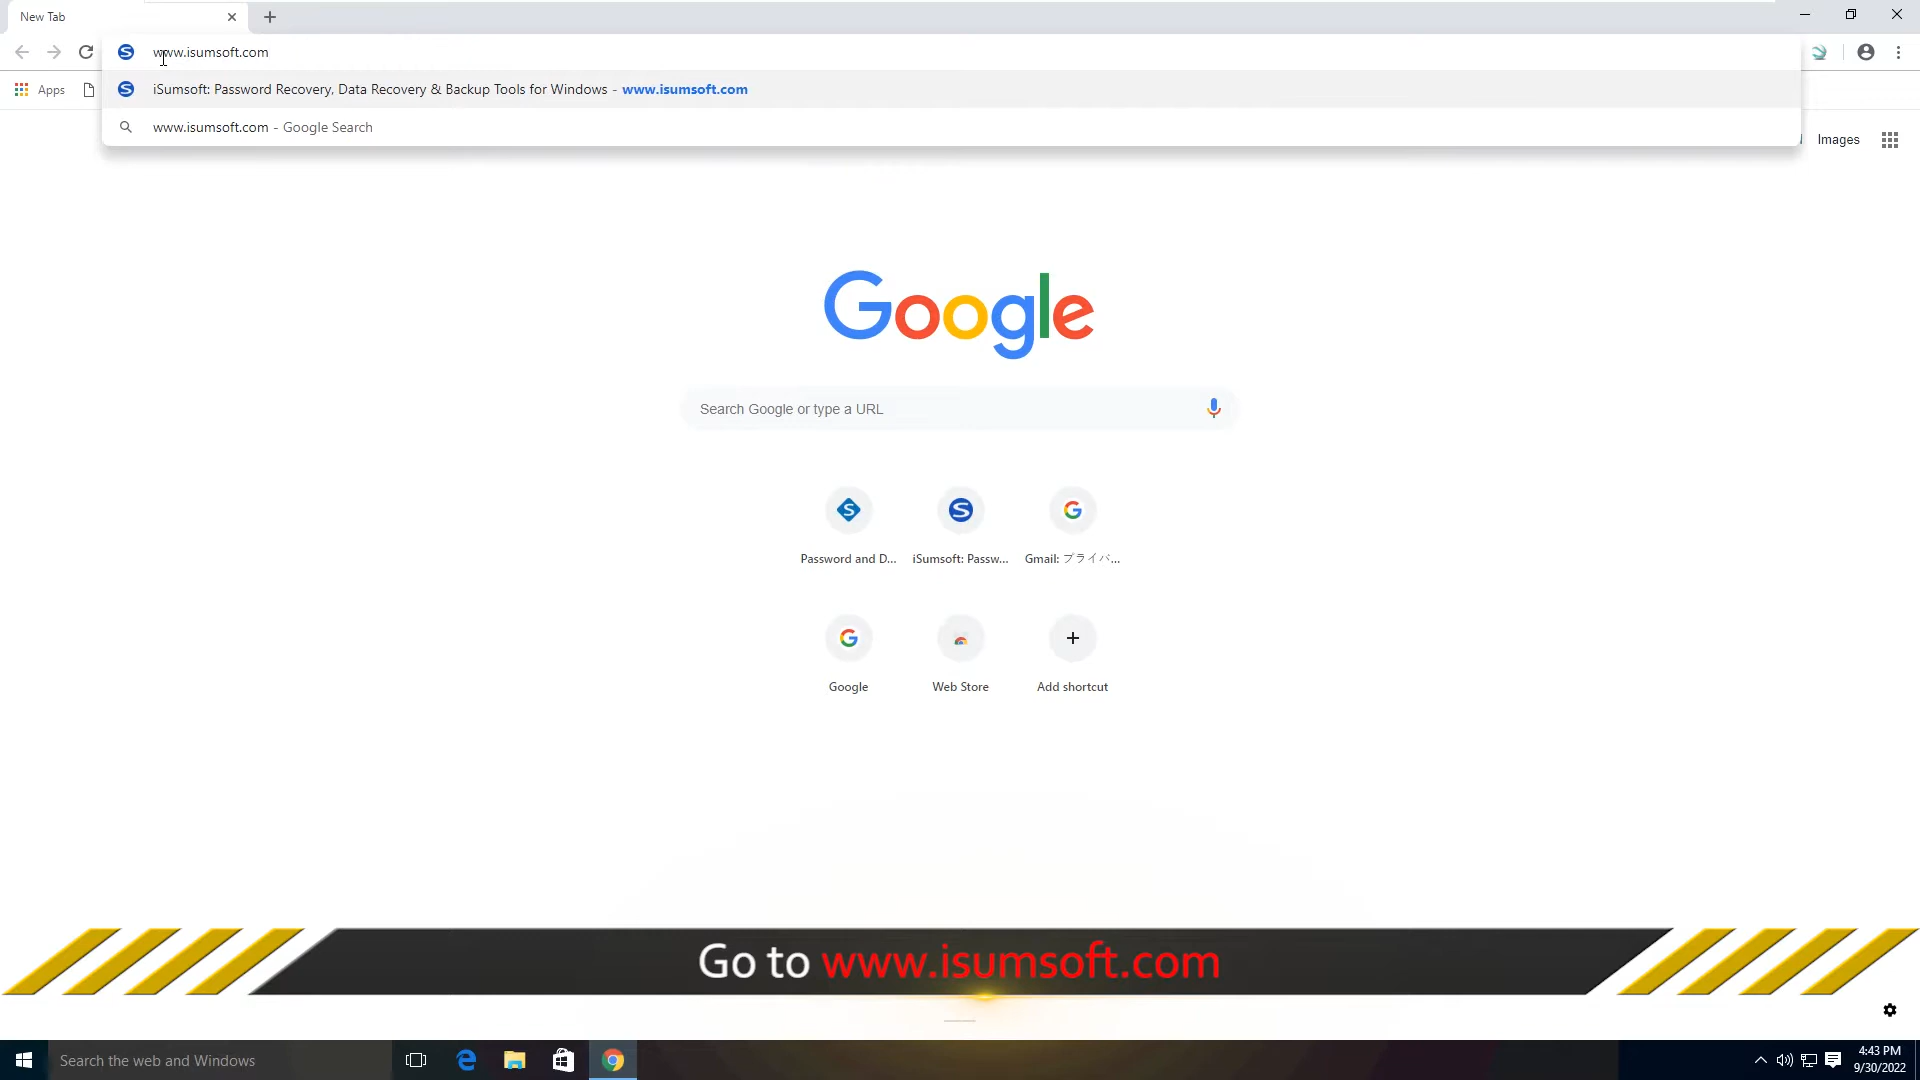 New Tab
www.isumsoft.com
iSumsoft: Password Recovery, Data Recovery & Backup Tools for Windows - www.isumsoft.com
www.isumsoft.com - Google Search
Apps
Images
Google
Search Google or type a URL
Password and D...
iSumsoft: Passw...
Gmail: プライバ...
Google
Web Store
Add shortcut
Go to www.isumsoft.com
Search the web and Windows
4:43 PM
9/30/2022